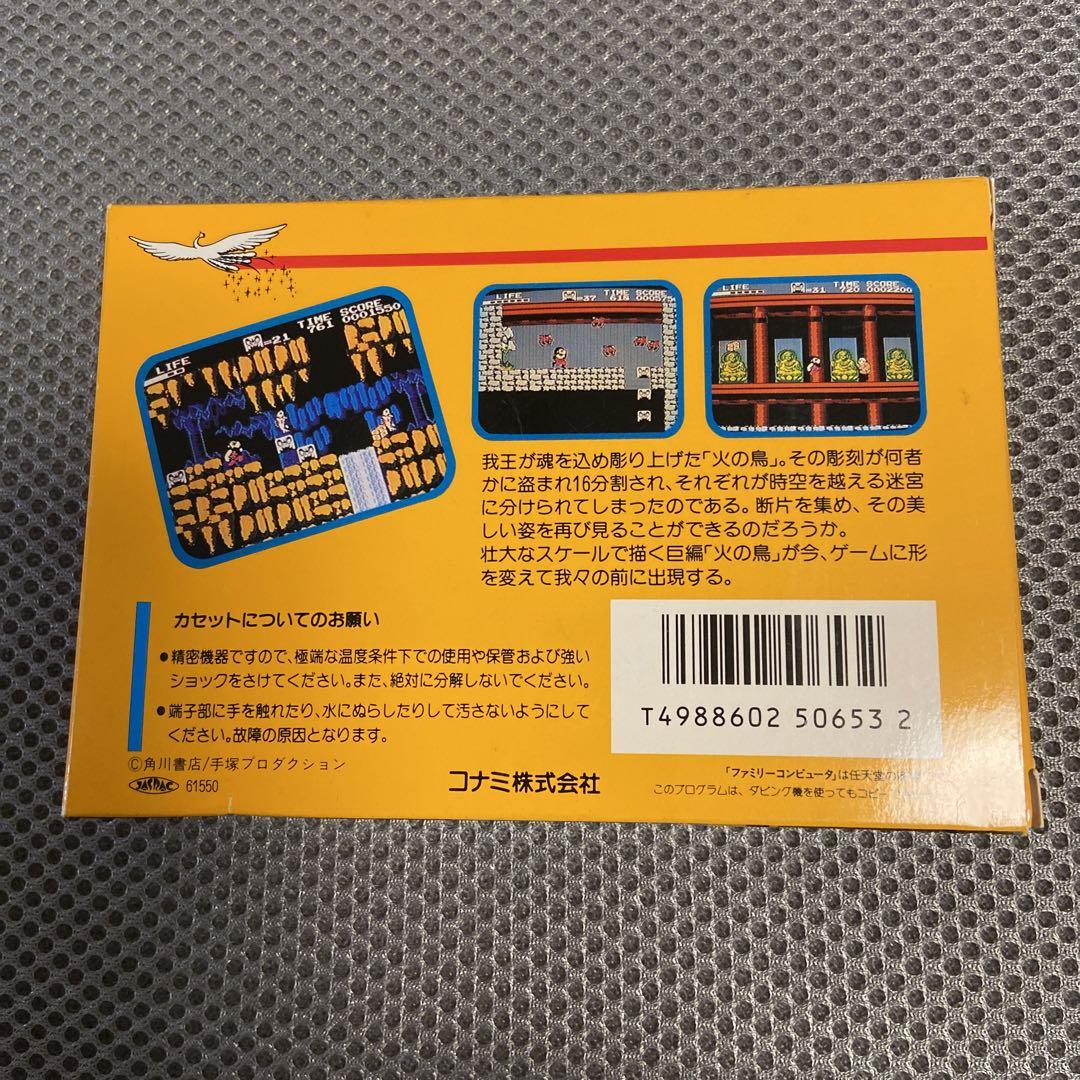 LIFE
=21
TIME SCORE
761 0001550
LIFE
=37
TIME SCORE
LIFE
=31
TIME SCORE
720 0002200
我王が魂を込め彫り上げた「火の鳥」。その彫刻が何者
かに盗まれ16分割され、それぞれが時空を越える迷宮
に分けられてしまったのである。断片を集め、その美
しい姿を再び見ることができるのだろうか。
壮大なスケールで描く巨編「火の鳥」が今、ゲームに形
を変えて我々の前に出現する。
カセットについてのお願い
●精密機器ですので、極端な温度条件下での使用や保管および強い
ショックをさけてください。また、絶対に分解しないでください。
●端子部に手を触れたり、水にぬらしたりして汚さないようにして
ください。故障の原因となります。
©角川書店/手塚プロダクション
JASRAC 61550
コナミ株式会社
T4988602 50653 2
「ファミリーコンピュータ」は任天堂の
このプログラムは、ダビング機を使ってもコピー